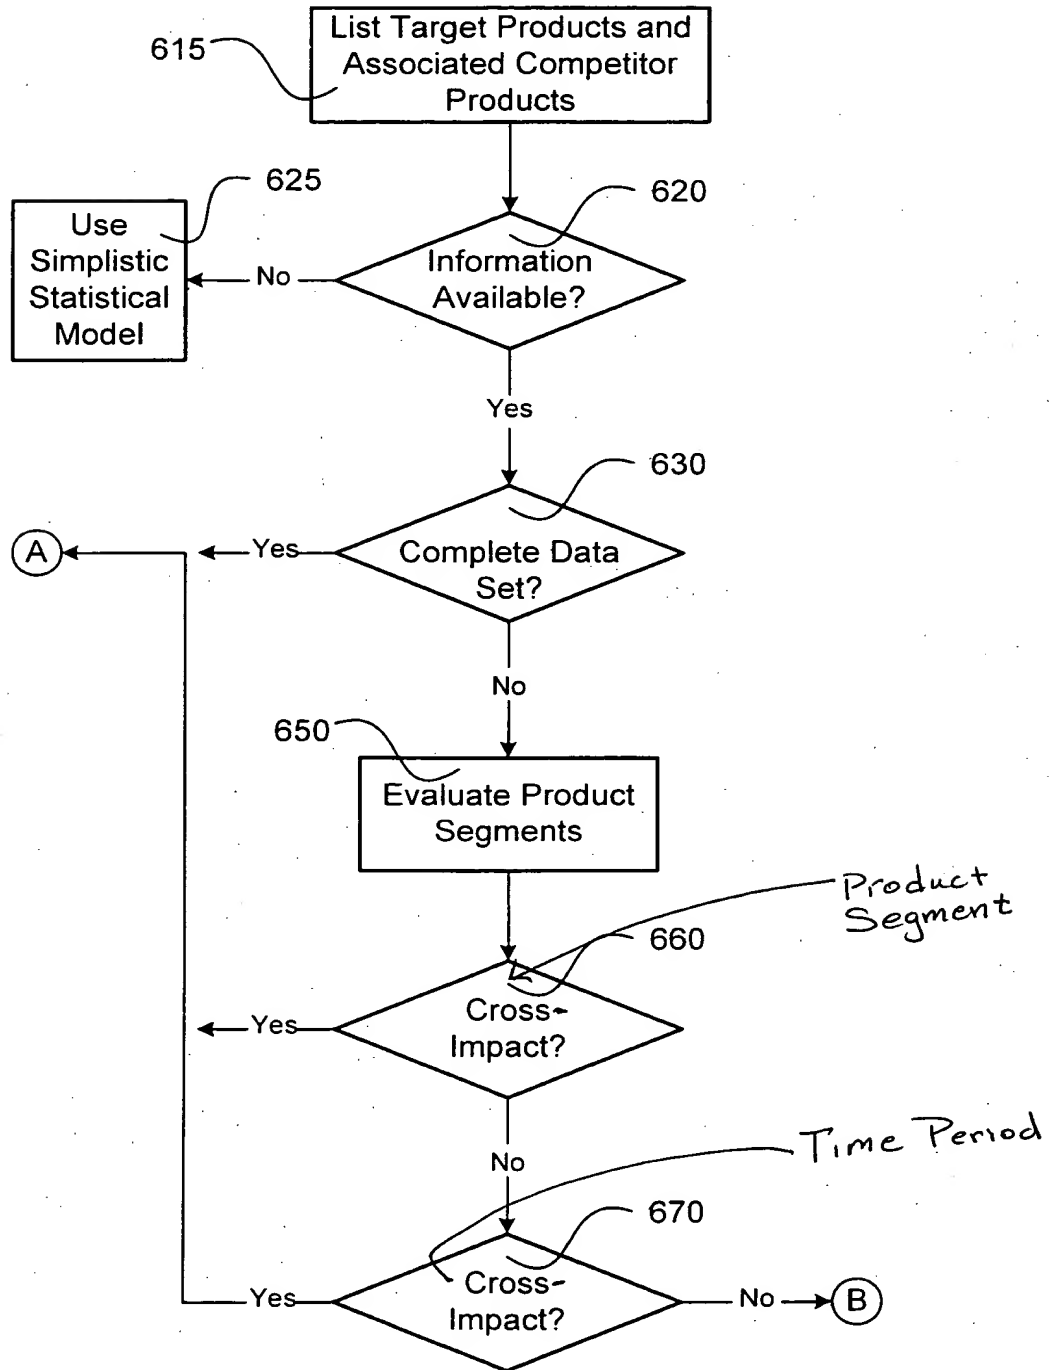 615
List Target Products and
Associated Competitor
Products
625
620
Use
Simplistic
Statistical
Model
No
Information
Available?
Yes
630
A
Yes
Complete Data
Set?
No
650
Evaluate Product
Segments
Product
Segment
660
Yes
Cross-
Impact?
No
Time Period
670
Yes
Cross-
Impact?
No
B